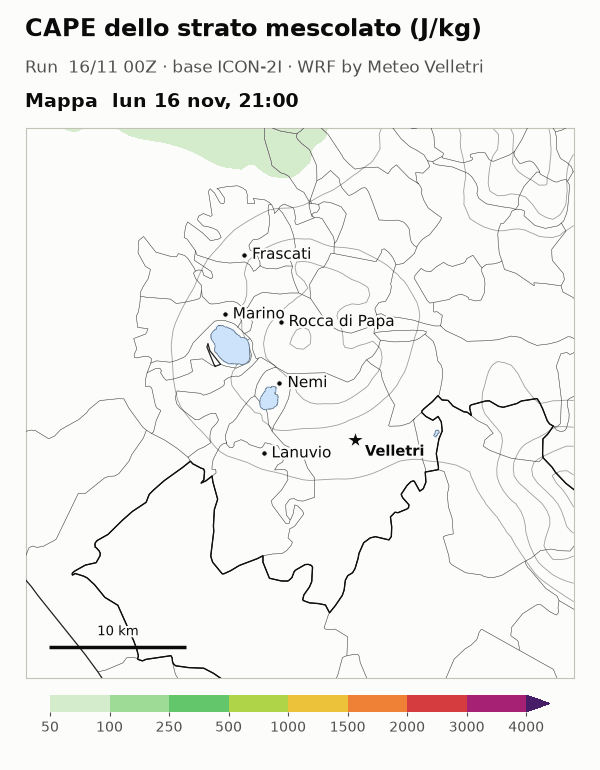 CAPE dello strato mescolato (J/kg)
Run  16/11 00Z · base ICON-2I · WRF by Meteo Velletri
Mappa  lun 16 nov, 21:00
Frascati
Marino
Rocca di Papa
Nemi
Velletri
Lanuvio
10 km
50 100 250 500 1000 1500 2000 3000 4000